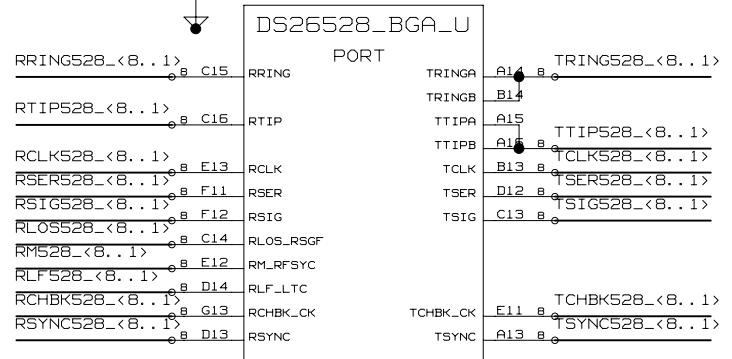 DS26528_BGA_U
PORT
RRING528_<8..1> 8 C15 RRING
RTIP528_<8..1> 8 C16 RTIP
RCLK528_<8..1> 8 E13 RCLK
RSER528_<8..1> 8 F11 RSER
RSIG528_<8..1> 8 F12 RSIG
RLOS528_<8..1> 8 C14 RLOS_RSGF
RM528_<8..1> 8 E12 RM_RFSYC
RLF528_<8..1> 8 D14 RLF_LTC
RCHBK528_<8..1> 8 G13 RCHBK_CK
RSYNC528_<8..1> 8 D13 RSYNC
TRINGA A14 8 TRING528_<8..1>
TRINGB B14
TTIPA A15
TTIPB A16 8 TTIP528_<8..1>
TCLK B13 8 TCLK528_<8..1>
TSER D12 8 TSER528_<8..1>
TSIG C13 8 TSIG528_<8..1>
TCHBK_CK E11 8 TCHBK528_<8..1>
TSYNC A13 8 TSYNC528_<8..1>